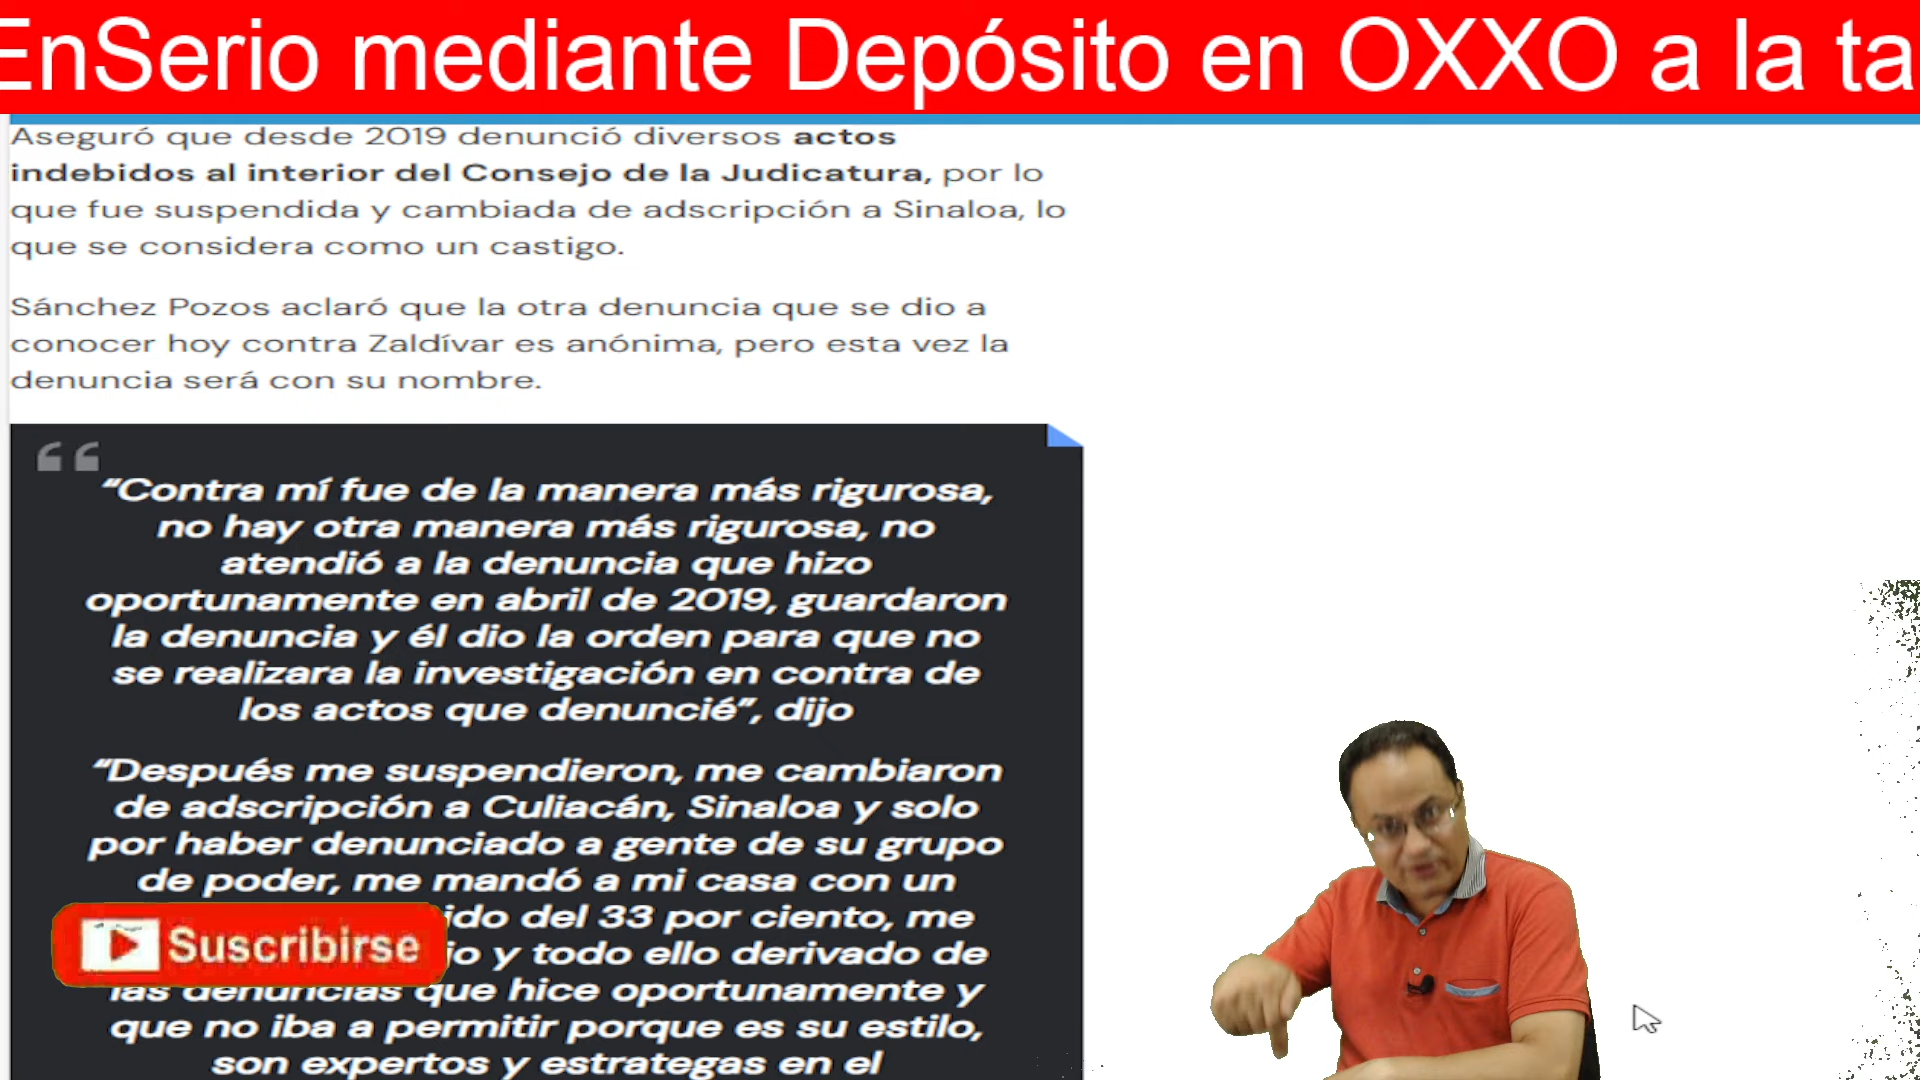 EnSerio mediante Depósito en OXXO a la ta
Aseguró que desde 2019 denunció diversos actos
indebidos al interior del Consejo de la Judicatura, por lo
que fue suspendida y cambiada de adscripción a Sinaloa, lo
que se considera como un castigo.
Sánchez Pozos aclaró que la otra denuncia que se dio a
conocer hoy contra Zaldívar es anónima, pero esta vez la
denuncia será con su nombre.
“Contra mí fue de la manera más rigurosa,
no hay otra manera más rigurosa, no
atendió a la denuncia que hizo
oportunamente en abril de 2019, guardaron
la denuncia y él dio la orden para que no
se realizara la investigación en contra de
los actos que denuncié”, dijo
“Después me suspendieron, me cambiaron
de adscripción a Culiacán, Sinaloa y solo
por haber denunciado a gente de su grupo
de poder, me mandó a mi casa con un
ido del 33 por ciento, me
Suscribirse
jo y todo ello derivado de
las denuncias que hice oportunamente y
que no iba a permitir porque es su estilo,
son expertos y estrategas en el